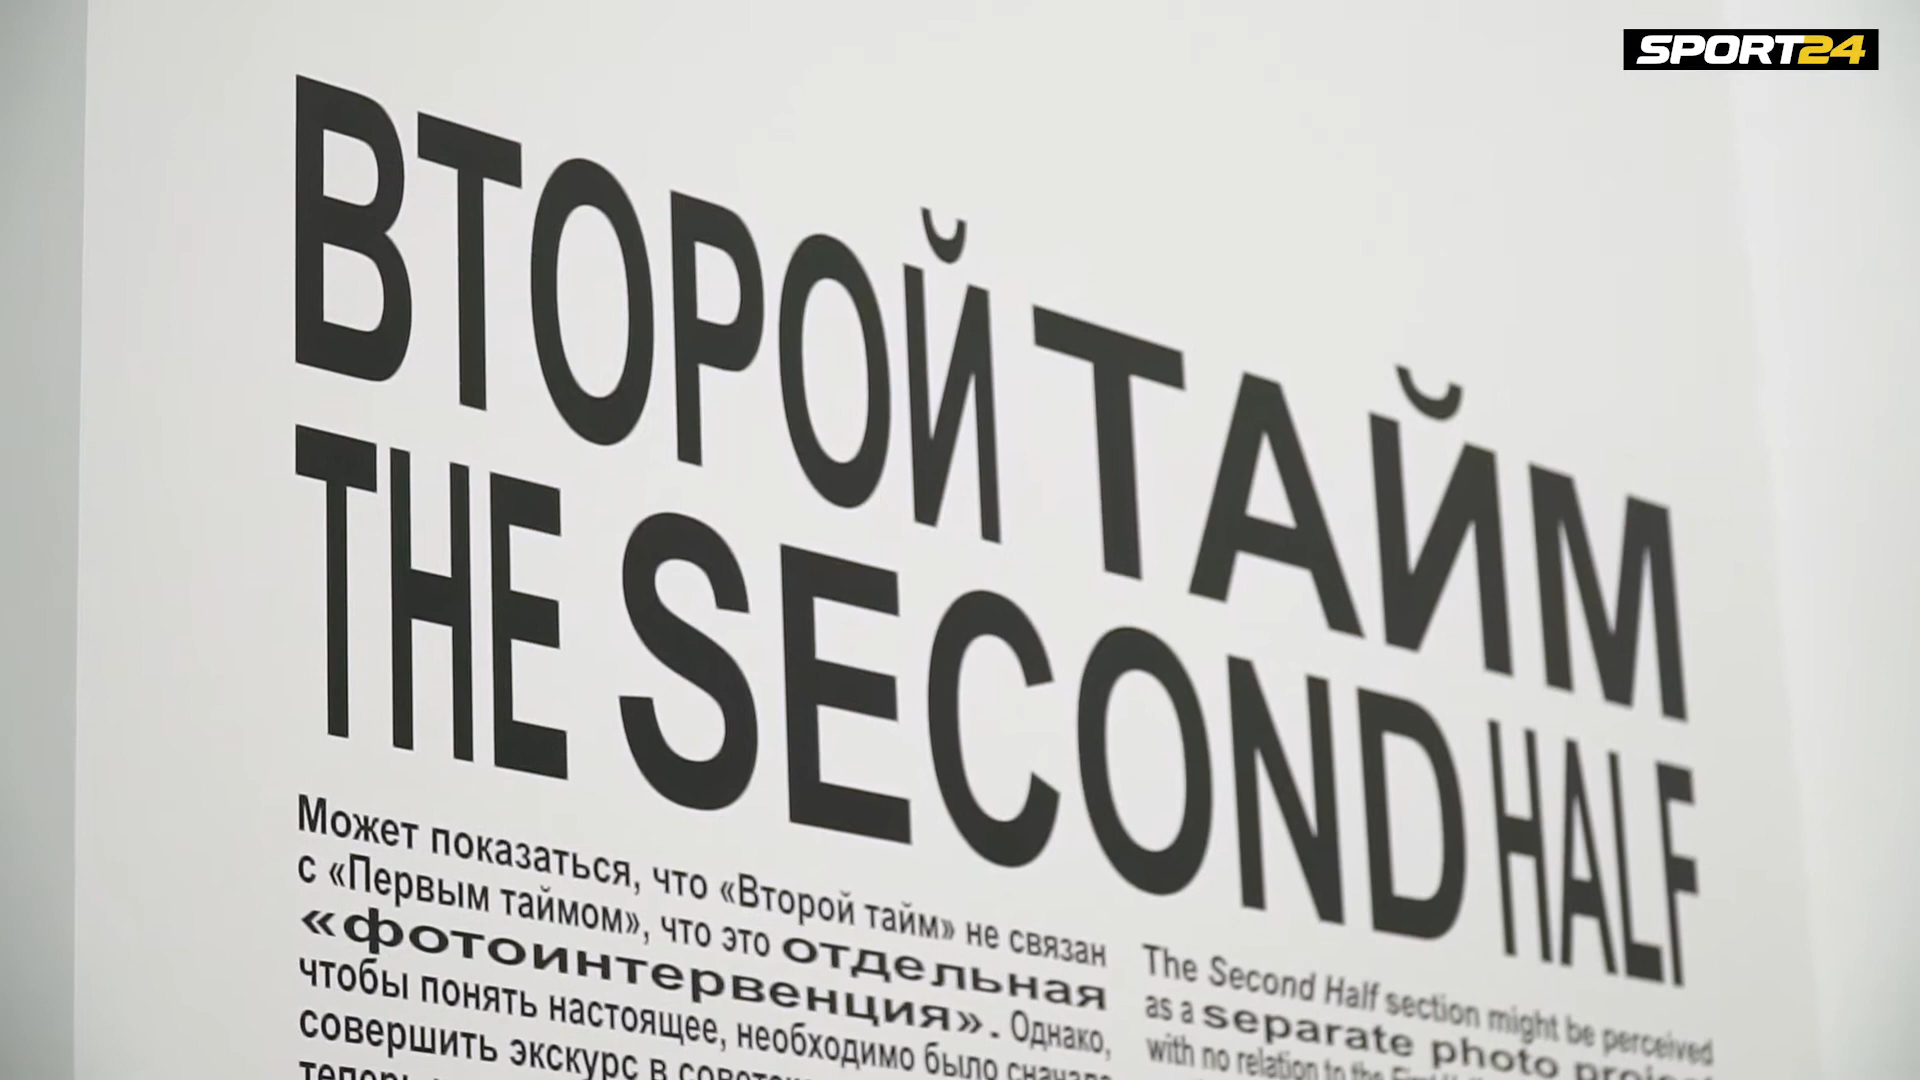 SPORT24
ВТОРОЙ ТАЙМ
THE SECOND HALF
Может показаться, что «Второй тайм» не связан
с «Первым таймом», что это отдельная
«фотоинтервенция». Однако,
чтобы понять настоящее, необходимо было сначала
совершить экскурс в
The Second Half section might be perceived
as a separate photo project
with no relation to the First